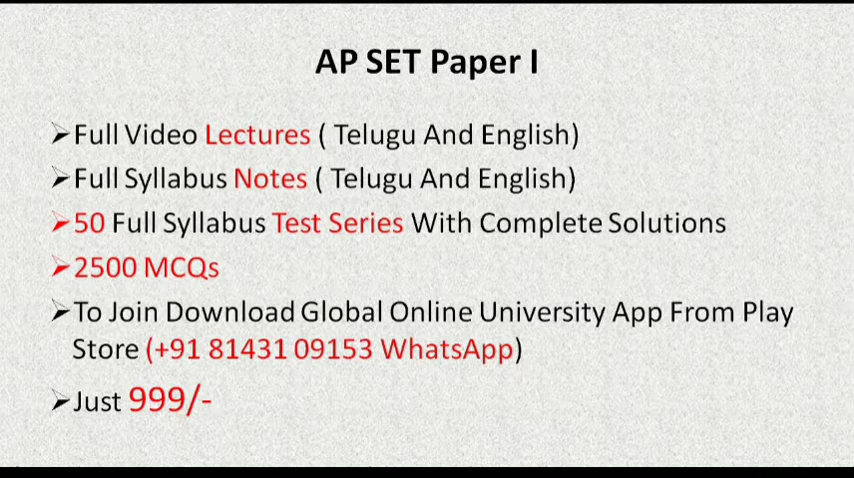 AP SET Paper I
➢Full Video Lectures ( Telugu And English)
➢Full Syllabus Notes ( Telugu And English)
➢50 Full Syllabus Test Series With Complete Solutions
➢2500 MCQs
➢To Join Download Global Online University App From Play
Store (+91 81431 09153 WhatsApp)
➢Just 999/-